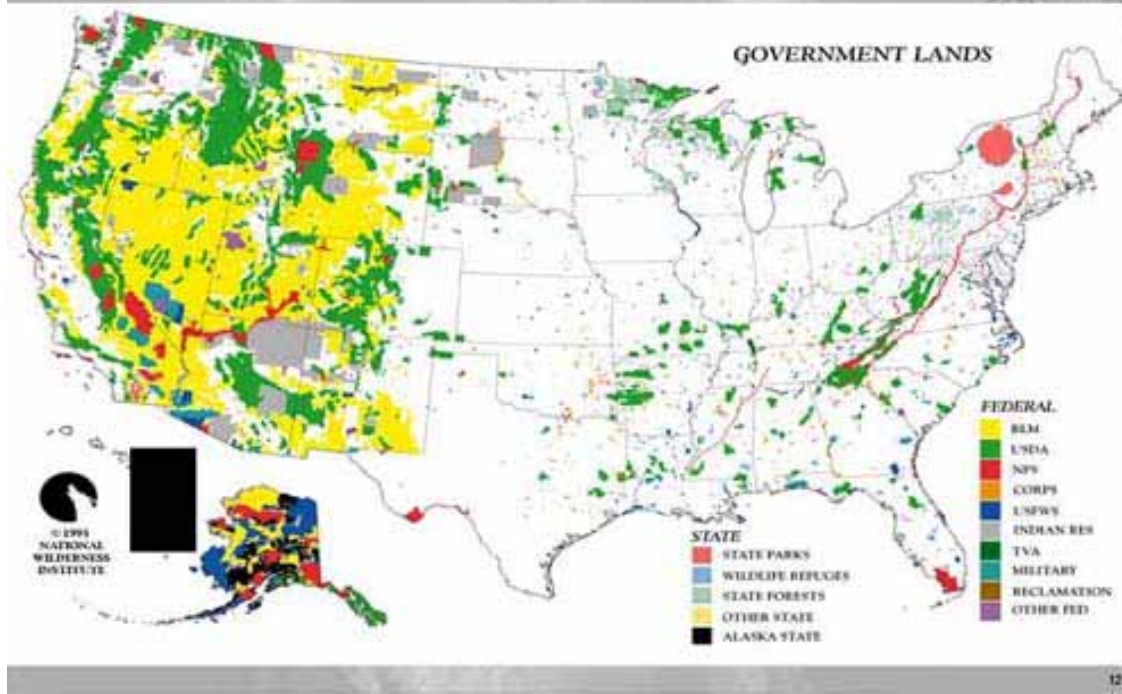 GOVERNMENT LANDS
FEDERAL
BLM
USDA
NPS
CORPS
USFWS
INDIAN RES
TVA
MILITARY
RECLAMATION
OTHER FED
STATE
STATE PARKS
WILDLIFE REFUGES
STATE FORESTS
OTHER STATE
ALASKA STATE
© 1995
NATIONAL
WILDERNESS
INSTITUTE
12